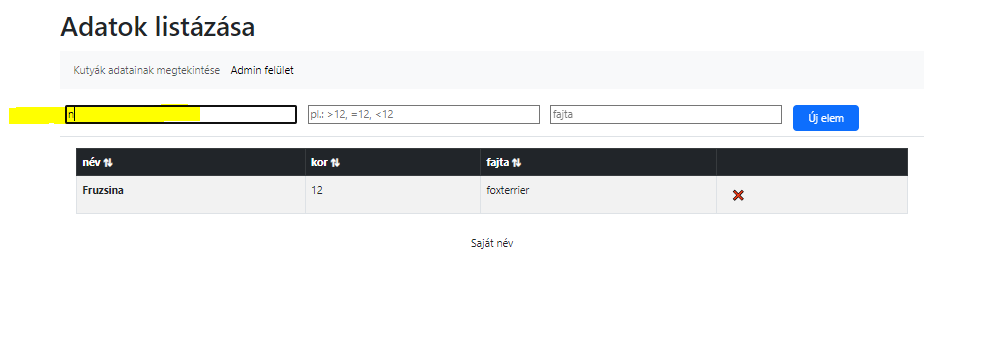 Adatok listázása
Kutyák adatainak megtekintése Admin felület
n pl.: >12, =12, <12 fajta Új elem
név ⇅ kor ⇅ fajta ⇅
Fruzsina 12 foxterrier
Saját név